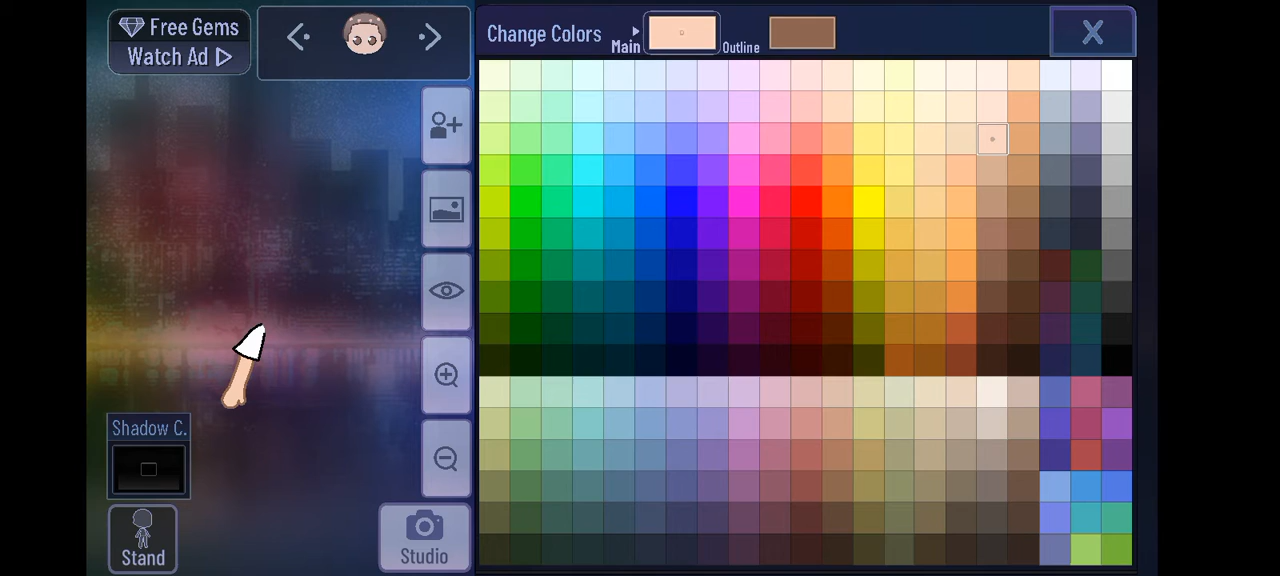 Free Gems
Watch Ad
Change Colors
Main
Outline
X
Shadow C.
Stand
Studio